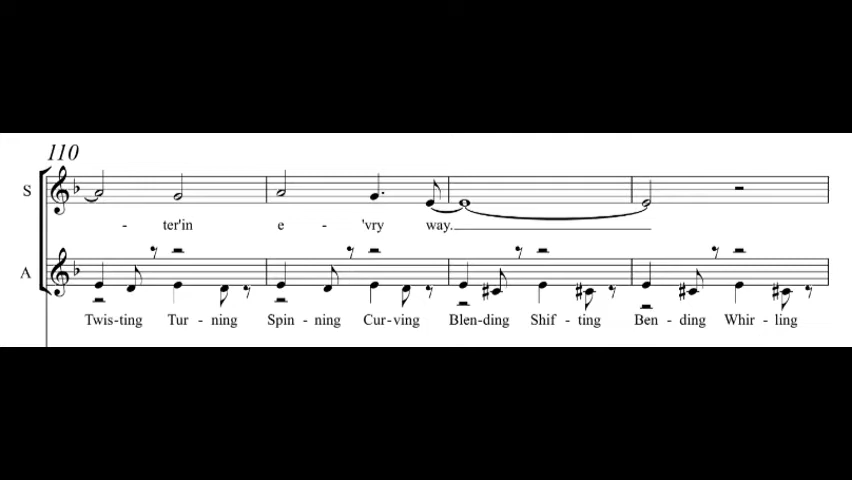 110
S
- ter'in e - 'vry way.
A
Twis-ting Tur - ning Spin - ning Cur-ving Blen-ding Shif - ting Ben - ding Whir - ling